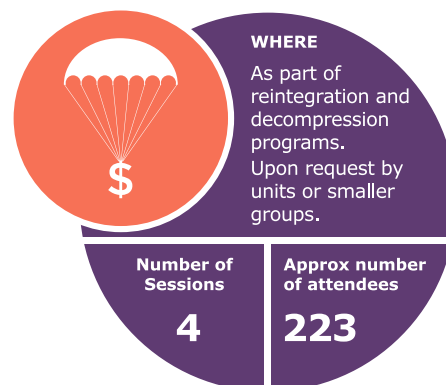 WHERE
As part of
reintegration and
decompression
programs.
Upon request by
units or smaller
groups.
$
Number of
Sessions
4
Approx number
of attendees
223